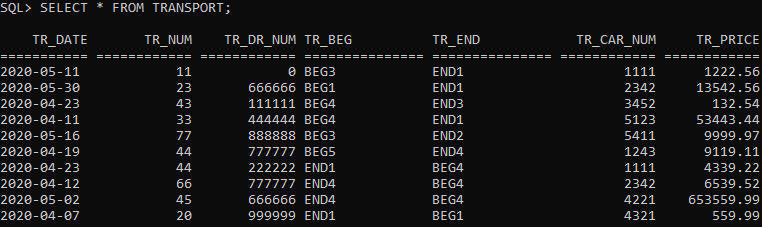 SQL> SELECT * FROM TRANSPORT;
TR_DATE TR_NUM TR_DR_NUM TR_BEG TR_END TR_CAR_NUM TR_PRICE
=========== ============ ============ =============== =============== ============ ============
2020-05-11 11 0 BEG3 END1 1111 1222.56
2020-05-30 23 666666 BEG1 END1 2342 13542.56
2020-04-23 43 111111 BEG4 END3 3452 132.54
2020-04-11 33 444444 BEG4 END1 5123 53443.44
2020-05-16 77 888888 BEG3 END2 5411 9999.97
2020-04-19 44 777777 BEG5 END4 1243 9119.11
2020-04-23 44 222222 END1 BEG4 1111 4339.22
2020-04-12 66 777777 END4 BEG4 2342 6539.52
2020-05-02 45 666666 END4 BEG4 4221 653559.99
2020-04-07 20 999999 END1 BEG1 4321 559.99